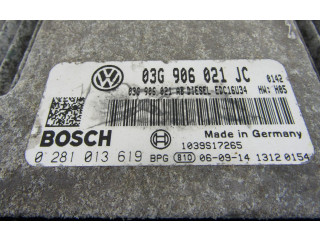 03G 906 021 JC 0142
03G 906 021 AB DIESEL EDC16U34 HW: H05
BOSCH
Made in Germany
1039S17265
0 281 013 619 BPG 810 06-09-14 1312 0154